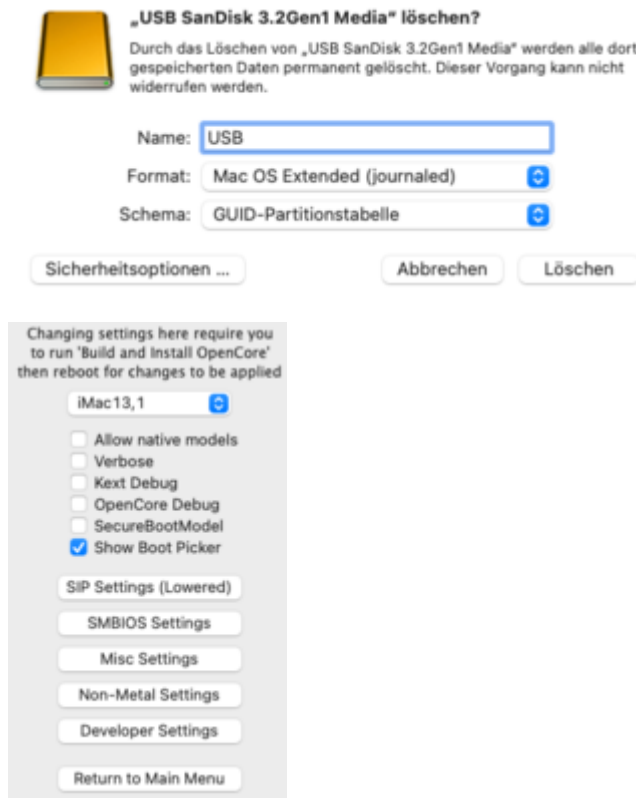 „USB SanDisk 3.2Gen1 Media“ löschen?
Durch das Löschen von „USB SanDisk 3.2Gen1 Media“ werden alle dort
gespeicherten Daten permanent gelöscht. Dieser Vorgang kann nicht
widerrufen werden.
Name: USB
Format: Mac OS Extended (journaled)
Schema: GUID-Partitionstabelle
Sicherheitsoptionen ... Abbrechen Löschen
Changing settings here require you
to run 'Build and Install OpenCore'
then reboot for changes to be applied
iMac13,1
Allow native models
Verbose
Kext Debug
OpenCore Debug
SecureBootModel
Show Boot Picker
SIP Settings (Lowered)
SMBIOS Settings
Misc Settings
Non-Metal Settings
Developer Settings
Return to Main Menu